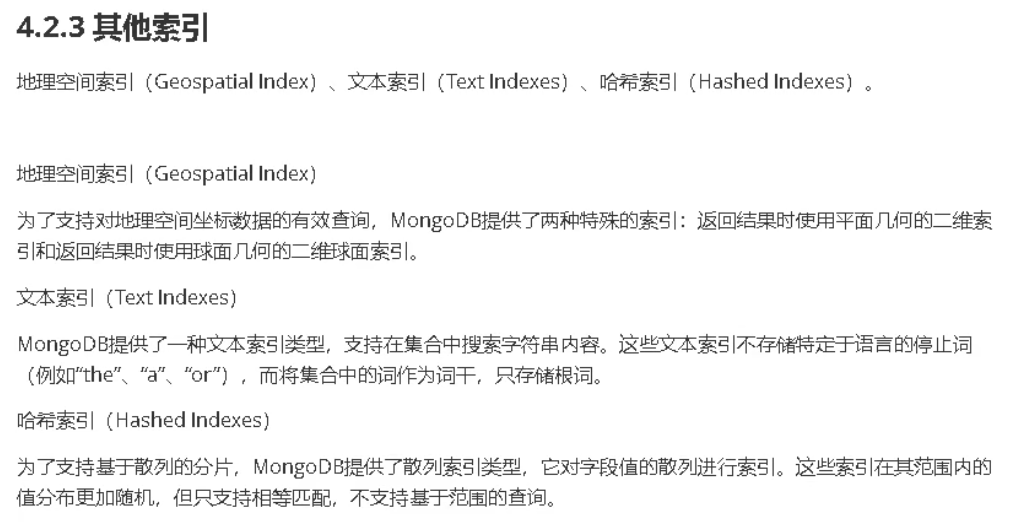 4.2.3 其他索引
地理空间索引（Geospatial Index）、文本索引（Text Indexes）、哈希索引（Hashed Indexes）。
地理空间索引（Geospatial Index）
为了支持对地理空间坐标数据的有效查询，MongoDB提供了两种特殊的索引：返回结果时使用平面几何的二维索
引和返回结果时使用球面几何的二维球面索引。
文本索引（Text Indexes）
MongoDB提供了一种文本索引类型，支持在集合中搜索字符串内容。这些文本索引不存储特定于语言的停止词
（例如“the”、“a”、“or”），而将集合中的词作为词干，只存储根词。
哈希索引（Hashed Indexes）
为了支持基于散列的分片，MongoDB提供了散列索引类型，它对字段值的散列进行索引。这些索引在其范围内的
值分布更加随机，但只支持相等匹配，不支持基于范围的查询。